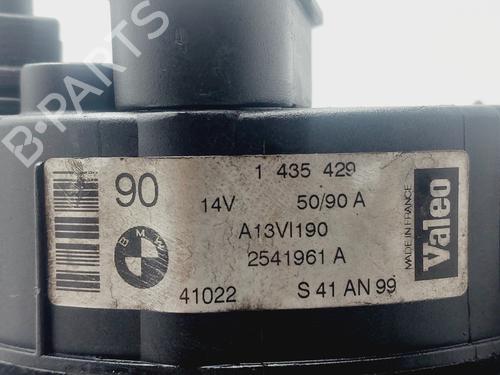 B-PARTS
90
BMW
1 435 429
14V 50/90 A
A13VI190
2541961 A
41022 S 41 AN 99
MADE IN FRANCE
Valeo